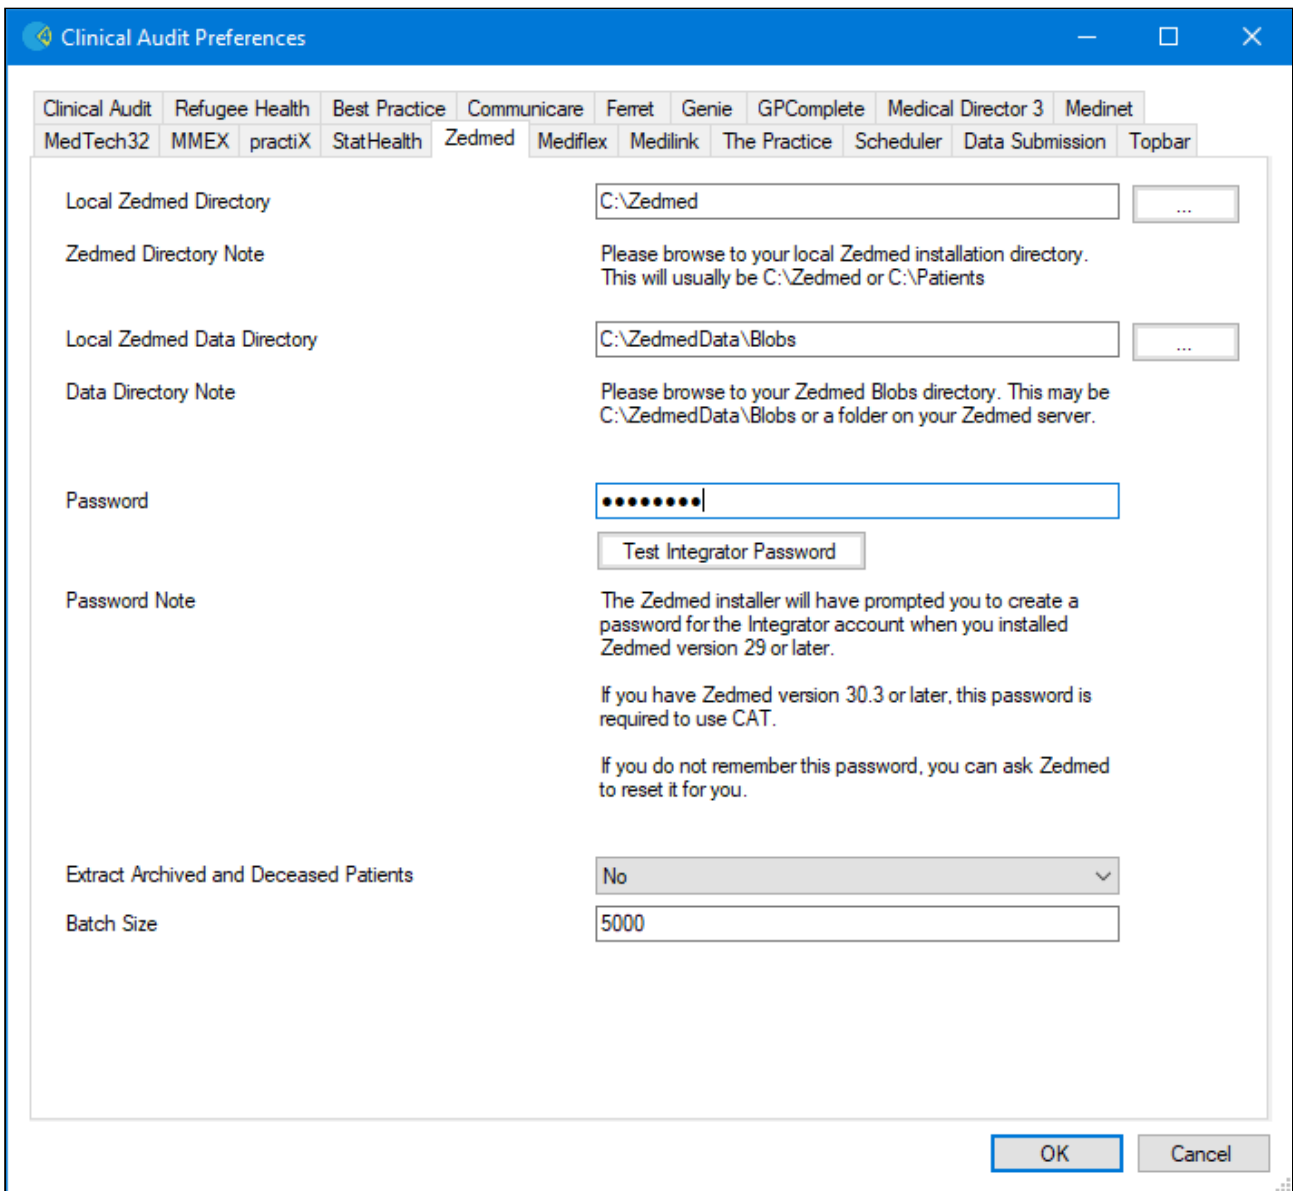 Clinical Audit Preferences
Clinical Audit Refugee Health Best Practice Communicare Ferret Genie GPComplete Medical Director 3 Medinet
MedTech32 MMEX practiX StatHealth Zedmed Mediflex Medilink The Practice Scheduler Data Submission Topbar
Local Zedmed Directory C:\Zedmed ...
Zedmed Directory Note Please browse to your local Zedmed installation directory.
This will usually be C:\Zedmed or C:\Patients
Local Zedmed Data Directory C:\ZedmedData\Blobs ...
Data Directory Note Please browse to your Zedmed Blobs directory. This may be
C:\ZedmedData\Blobs or a folder on your Zedmed server.
Password ●●●●●●●●
Test Integrator Password
Password Note The Zedmed installer will have prompted you to create a
password for the Integrator account when you installed
Zedmed version 29 or later.
If you have Zedmed version 30.3 or later, this password is
required to use CAT.
If you do not remember this password, you can ask Zedmed
to reset it for you.
Extract Archived and Deceased Patients No
Batch Size 5000
OK Cancel